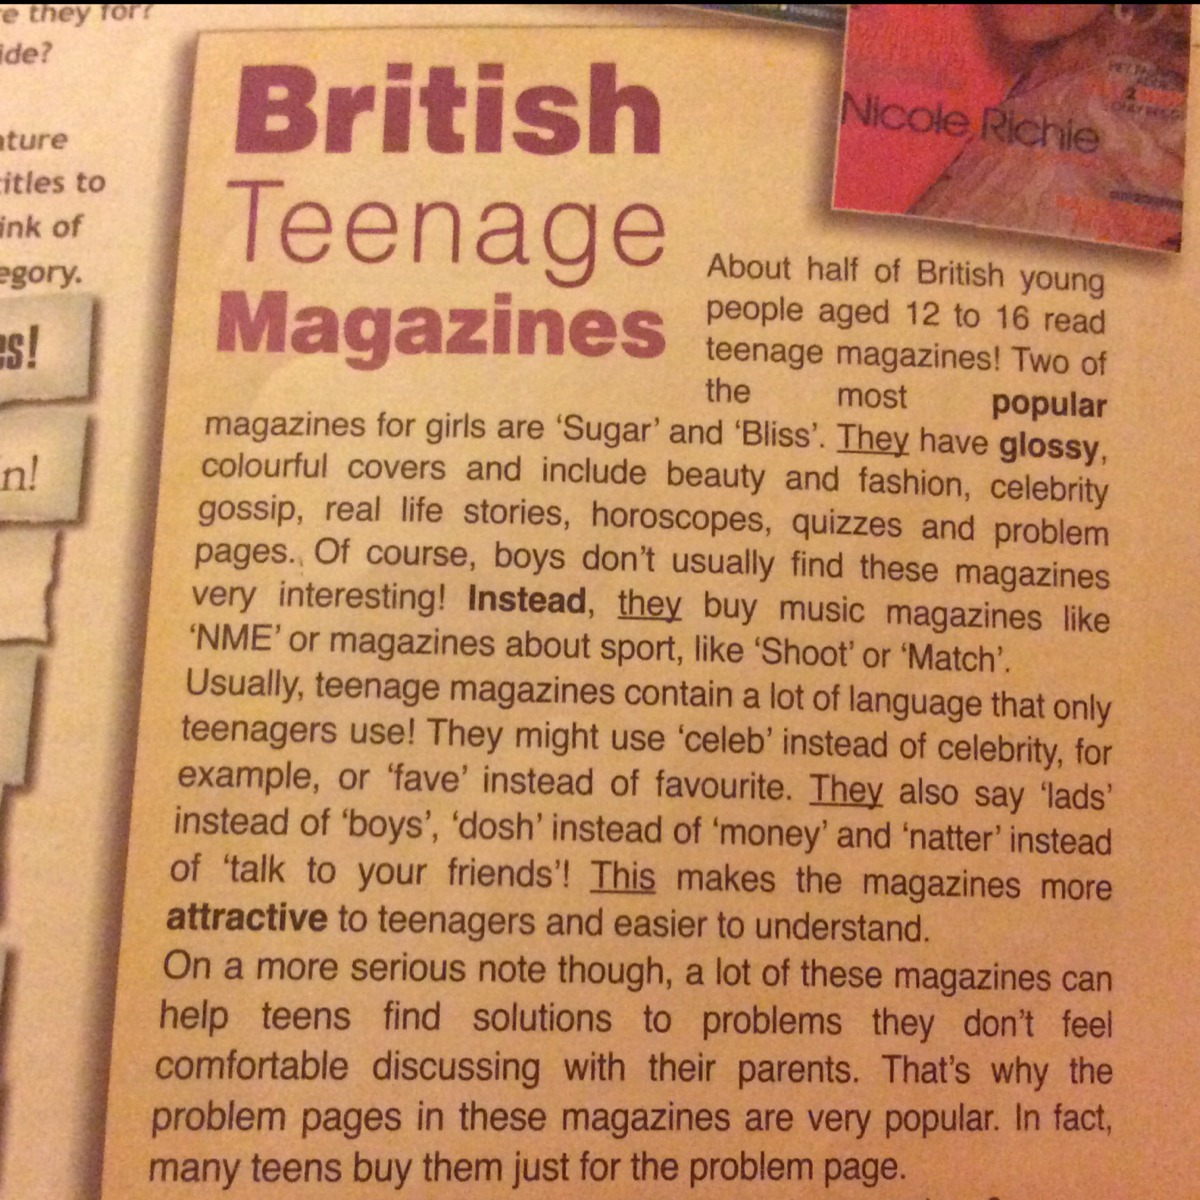 re they for?
ide?
ature
titles to
ink of
egory.
es!
n!
Nicole Richie
British
Teenage
Magazines
About half of British young
people aged 12 to 16 read
teenage magazines! Two of
the most popular
magazines for girls are ‘Sugar’ and ‘Bliss’. They have glossy,
colourful covers and include beauty and fashion, celebrity
gossip, real life stories, horoscopes, quizzes and problem
pages. Of course, boys don’t usually find these magazines
very interesting! Instead, they buy music magazines like
‘NME’ or magazines about sport, like ‘Shoot’ or ‘Match’.
Usually, teenage magazines contain a lot of language that only
teenagers use! They might use ‘celeb’ instead of celebrity, for
example, or ‘fave’ instead of favourite. They also say ‘lads’
instead of ‘boys’, ‘dosh’ instead of ‘money’ and ‘natter’ instead
of ‘talk to your friends’! This makes the magazines more
attractive to teenagers and easier to understand.
On a more serious note though, a lot of these magazines can
help teens find solutions to problems they don’t feel
comfortable discussing with their parents. That’s why the
problem pages in these magazines are very popular. In fact,
many teens buy them just for the problem page.